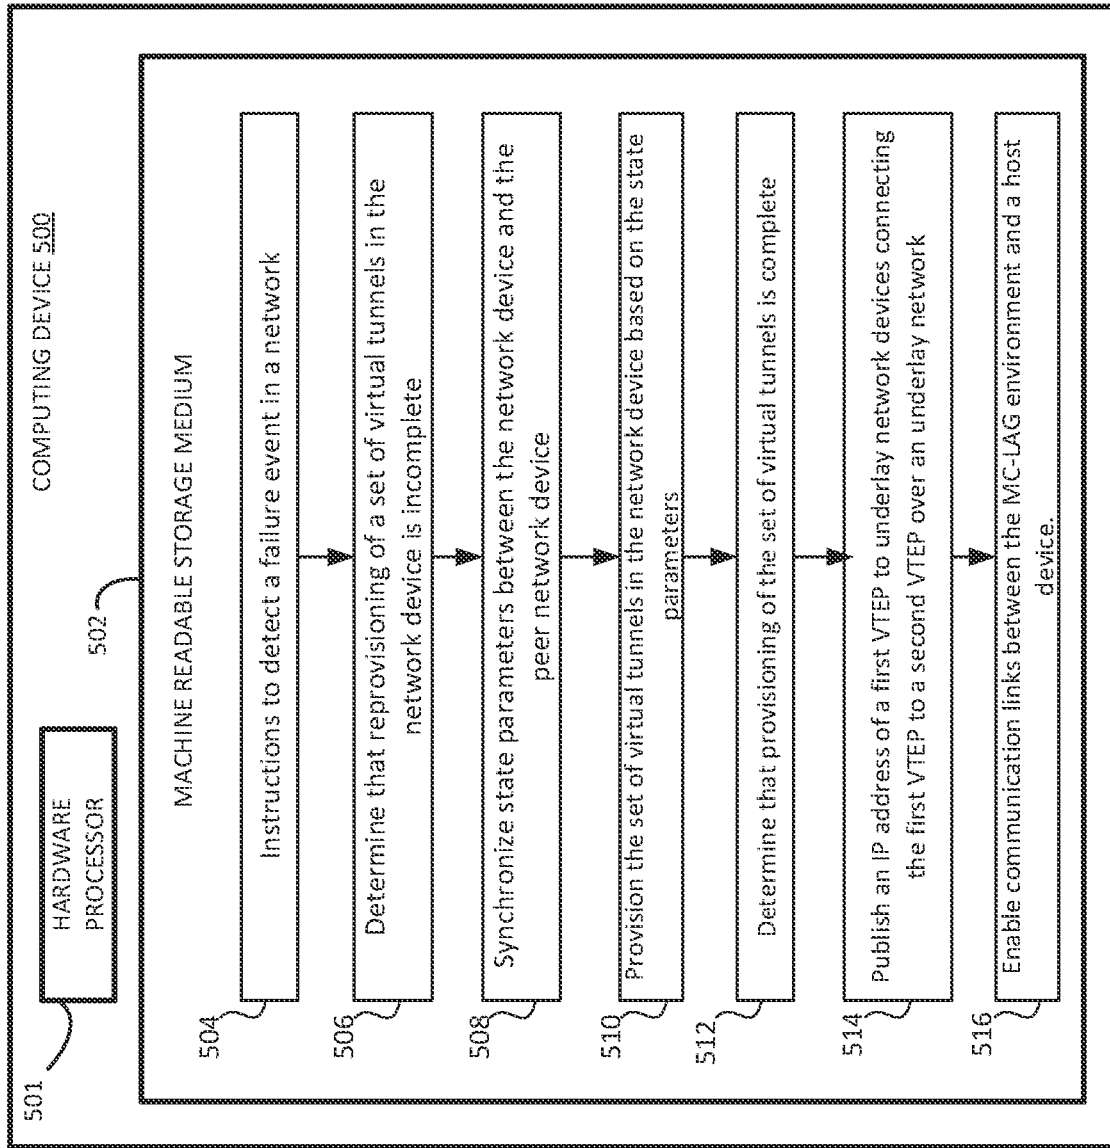 COMPUTING DEVICE 500
501
HARDWARE
PROCESSOR
502
MACHINE READABLE STORAGE MEDIUM
504
Instructions to detect a failure event in a network
506
Determine that reprovisioning of a set of virtual tunnels in the
network device is incomplete
508
Synchronize state parameters between the network device and the
peer network device
510
Provision the set of virtual tunnels in the network device based on the state
parameters
512
Determine that provisioning of the set of virtual tunnels is complete
514
Publish an IP address of a first VTEP to underlay network devices connecting
the first VTEP to a second VTEP over an underlay network
516
Enable communication links between the MC-LAG environment and a host
device.